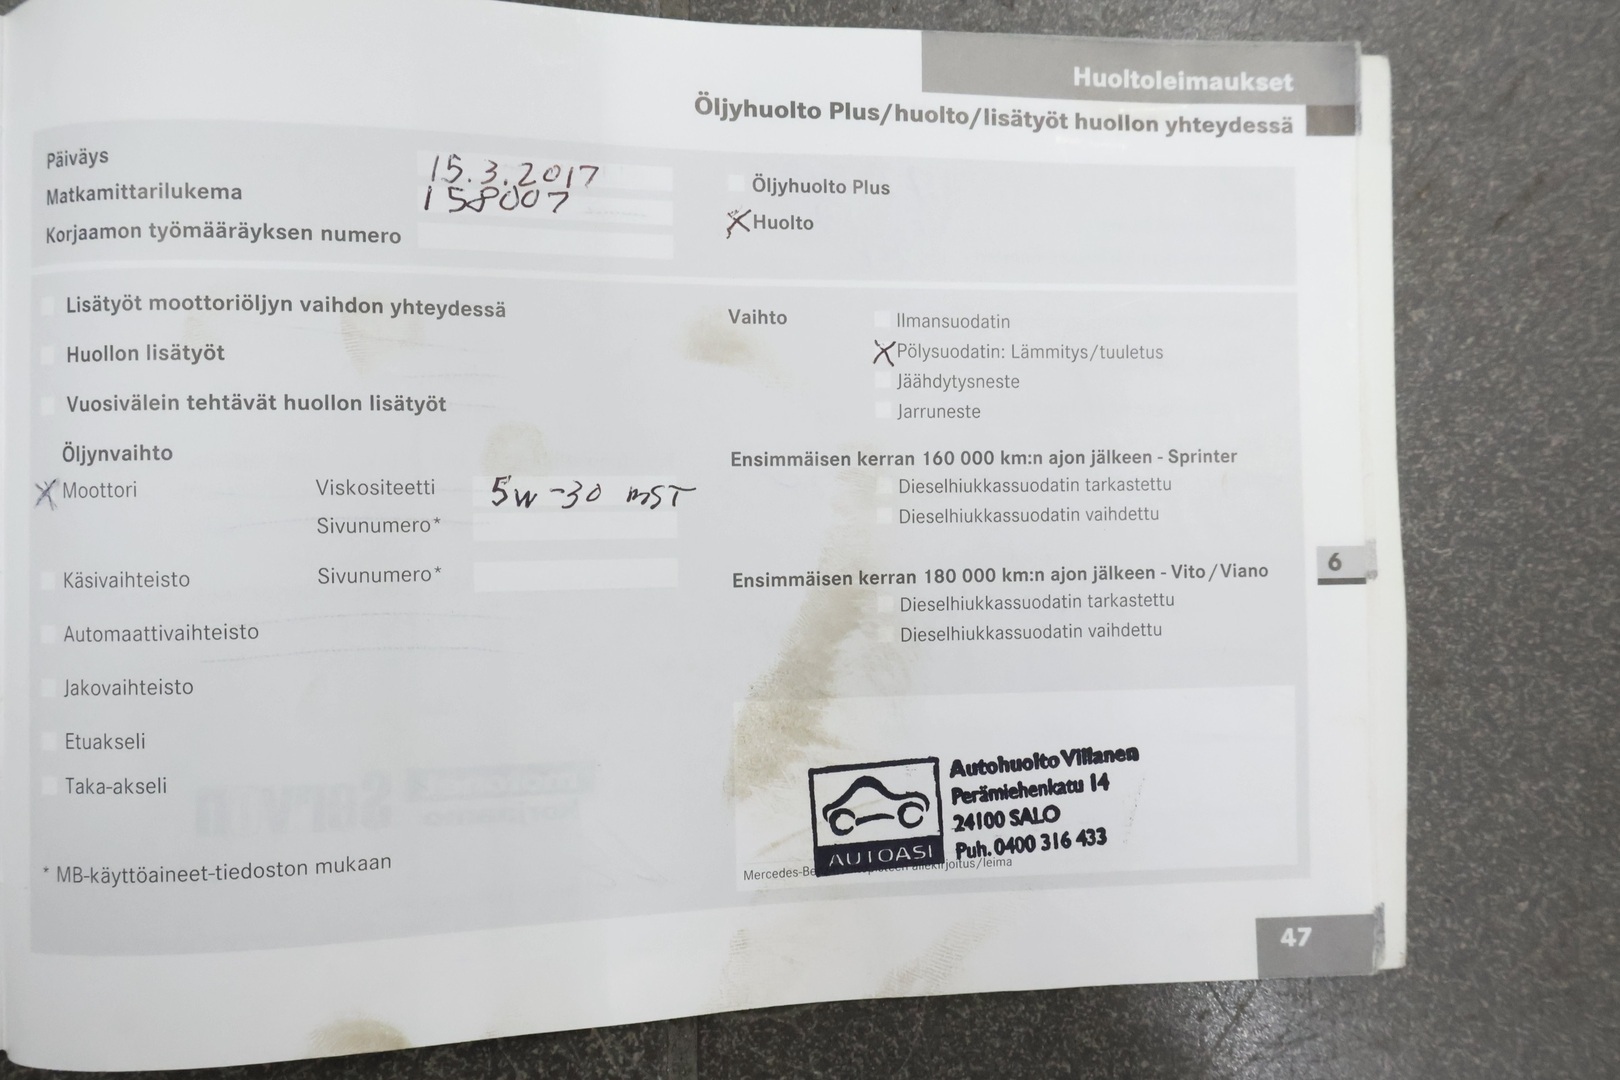 Huoltoleimaukset
Öljyhuolto Plus/huolto/lisätyöt huollon yhteydessä
Päiväys 15.3.2017
Matkamittarilukema 158007
Korjaamon työmääräyksen numero
Öljyhuolto Plus
Huolto
Lisätyöt moottoriöljyn vaihdon yhteydessä
Huollon lisätyöt
Vuosivälein tehtävät huollon lisätyöt
Öljynvaihto
Moottori Viskositeetti 5W-30 MST
Sivunumero*
Käsivaihteisto Sivunumero*
Automaattivaihteisto
Jakovaihteisto
Etuakseli
Taka-akseli
* MB-käyttöaineet-tiedoston mukaan
Vaihto Ilmansuodatin
Pölysuodatin: Lämmitys/tuuletus
Jäähdytysneste
Jarruneste
Ensimmäisen kerran 160 000 km:n ajon jälkeen - Sprinter
Dieselhiukkassuodatin tarkastettu
Dieselhiukkassuodatin vaihdettu
Ensimmäisen kerran 180 000 km:n ajon jälkeen - Vito/Viano
Dieselhiukkassuodatin tarkastettu
Dieselhiukkassuodatin vaihdettu
6
AUTOASI
Autohuolto Villanen
Perämiehenkatu 14
24100 SALO
Puh. 0400 316 433
47